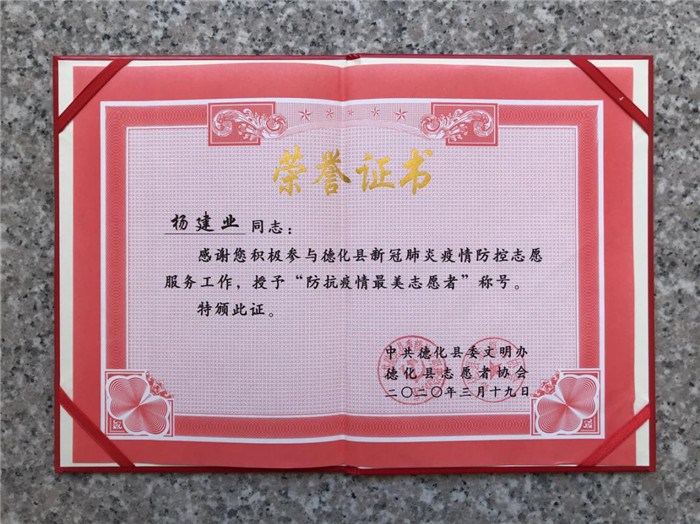 荣誉证书
杨建业 同志：
感谢您积极参与德化县新冠肺炎疫情防控志愿
服务工作，授予“防抗疫情最美志愿者”称号。
特颁此证。
中共德化县委文明办
德化县志愿者协会
二〇二〇年三月十九日